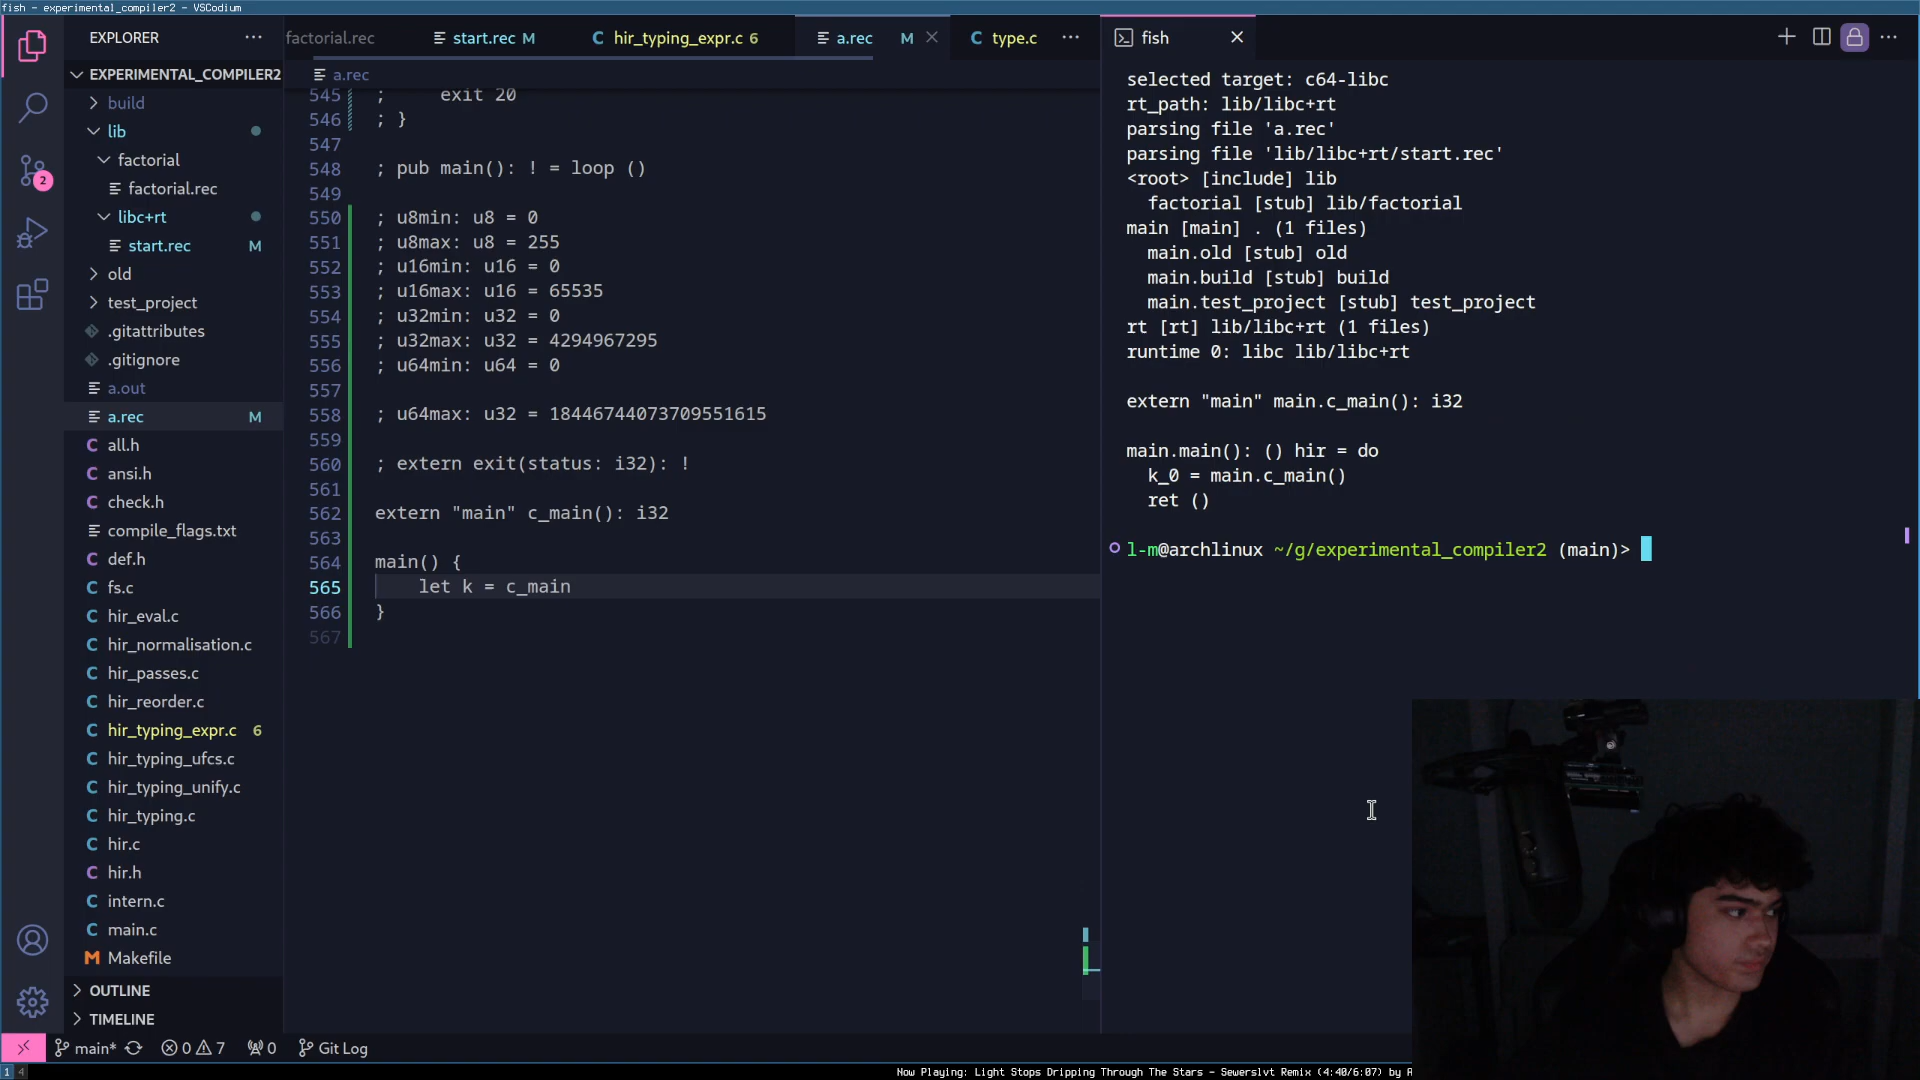 fish - experimental_compiler2 - VSCodium
EXPLORER
EXPERIMENTAL_COMPILER2
build
lib
factorial
factorial.rec
libc+rt
start.rec M
old
test_project
.gitattributes
.gitignore
a.out
a.rec M
all.h
ansi.h
check.h
compile_flags.txt
def.h
fs.c
hir_eval.c
hir_normalisation.c
hir_passes.c
hir_reorder.c
hir_typing_expr.c 6
hir_typing_ufcs.c
hir_typing_unify.c
hir_typing.c
hir.c
hir.h
intern.c
main.c
Makefile
OUTLINE
TIMELINE
2
factorial.rec
start.rec M
hir_typing_expr.c 6
a.rec M
type.c
a.rec
545 ;     exit 20
546 ; }
547
548 ; pub main(): ! = loop ()
549
550 ; u8min: u8 = 0
551 ; u8max: u8 = 255
552 ; u16min: u16 = 0
553 ; u16max: u16 = 65535
554 ; u32min: u32 = 0
555 ; u32max: u32 = 4294967295
556 ; u64min: u64 = 0
557
558 ; u64max: u32 = 18446744073709551615
559
560 ; extern exit(status: i32): !
561
562 extern "main" c_main(): i32
563
564 main() {
565     let k = c_main
566 }
567
fish
selected target: c64-libc
rt_path: lib/libc+rt
parsing file 'a.rec'
parsing file 'lib/libc+rt/start.rec'
<root> [include] lib
  factorial [stub] lib/factorial
main [main] . (1 files)
  main.old [stub] old
  main.build [stub] build
  main.test_project [stub] test_project
rt [rt] lib/libc+rt (1 files)
runtime 0: libc lib/libc+rt
extern "main" main.c_main(): i32
main.main(): () hir = do
  k_0 = main.c_main()
  ret ()
l-m@archlinux ~/g/experimental_compiler2 (main)>
main* 0 7 0 Git Log
1 4
Now Playing: Light Stops Dripping Through The Stars - Sewerslvt Remix (4:40/6:07) by